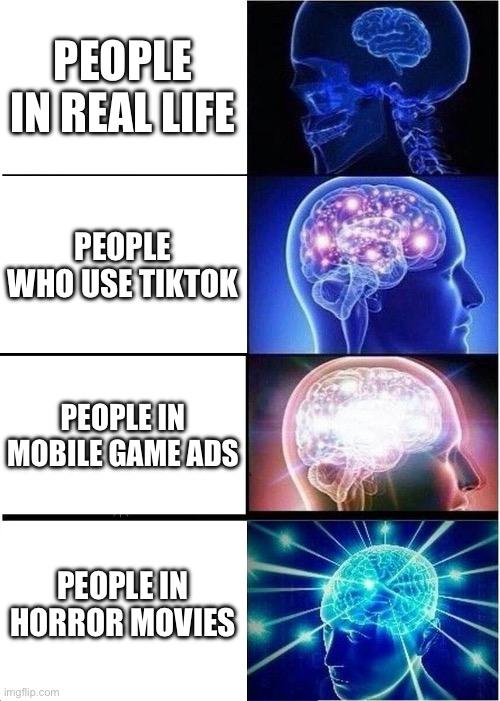 PEOPLE
IN REAL LIFE
PEOPLE
WHO USE TIKTOK
PEOPLE IN
MOBILE GAME ADS
PEOPLE IN
HORROR MOVIES
imgflip.com